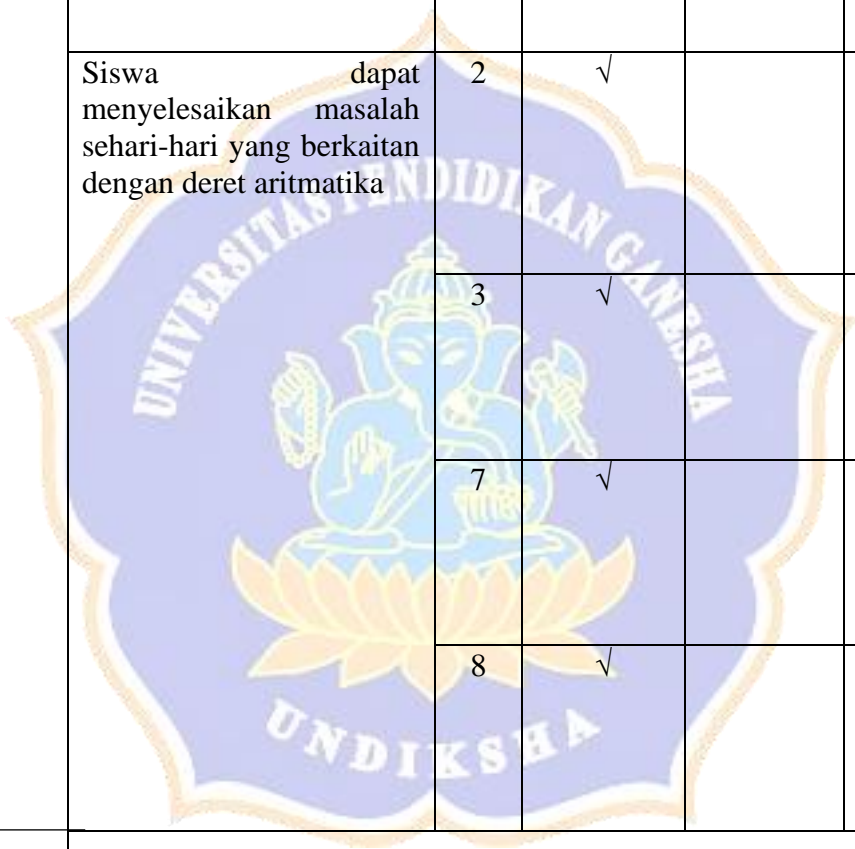 Siswa dapat
menyelesaikan masalah
sehari-hari yang berkaitan
dengan deret aritmatika
2 √
3 √
7 √
8 √
UNIVERSITAS PENDIDIKAN GANESHA
UNDIKSHA